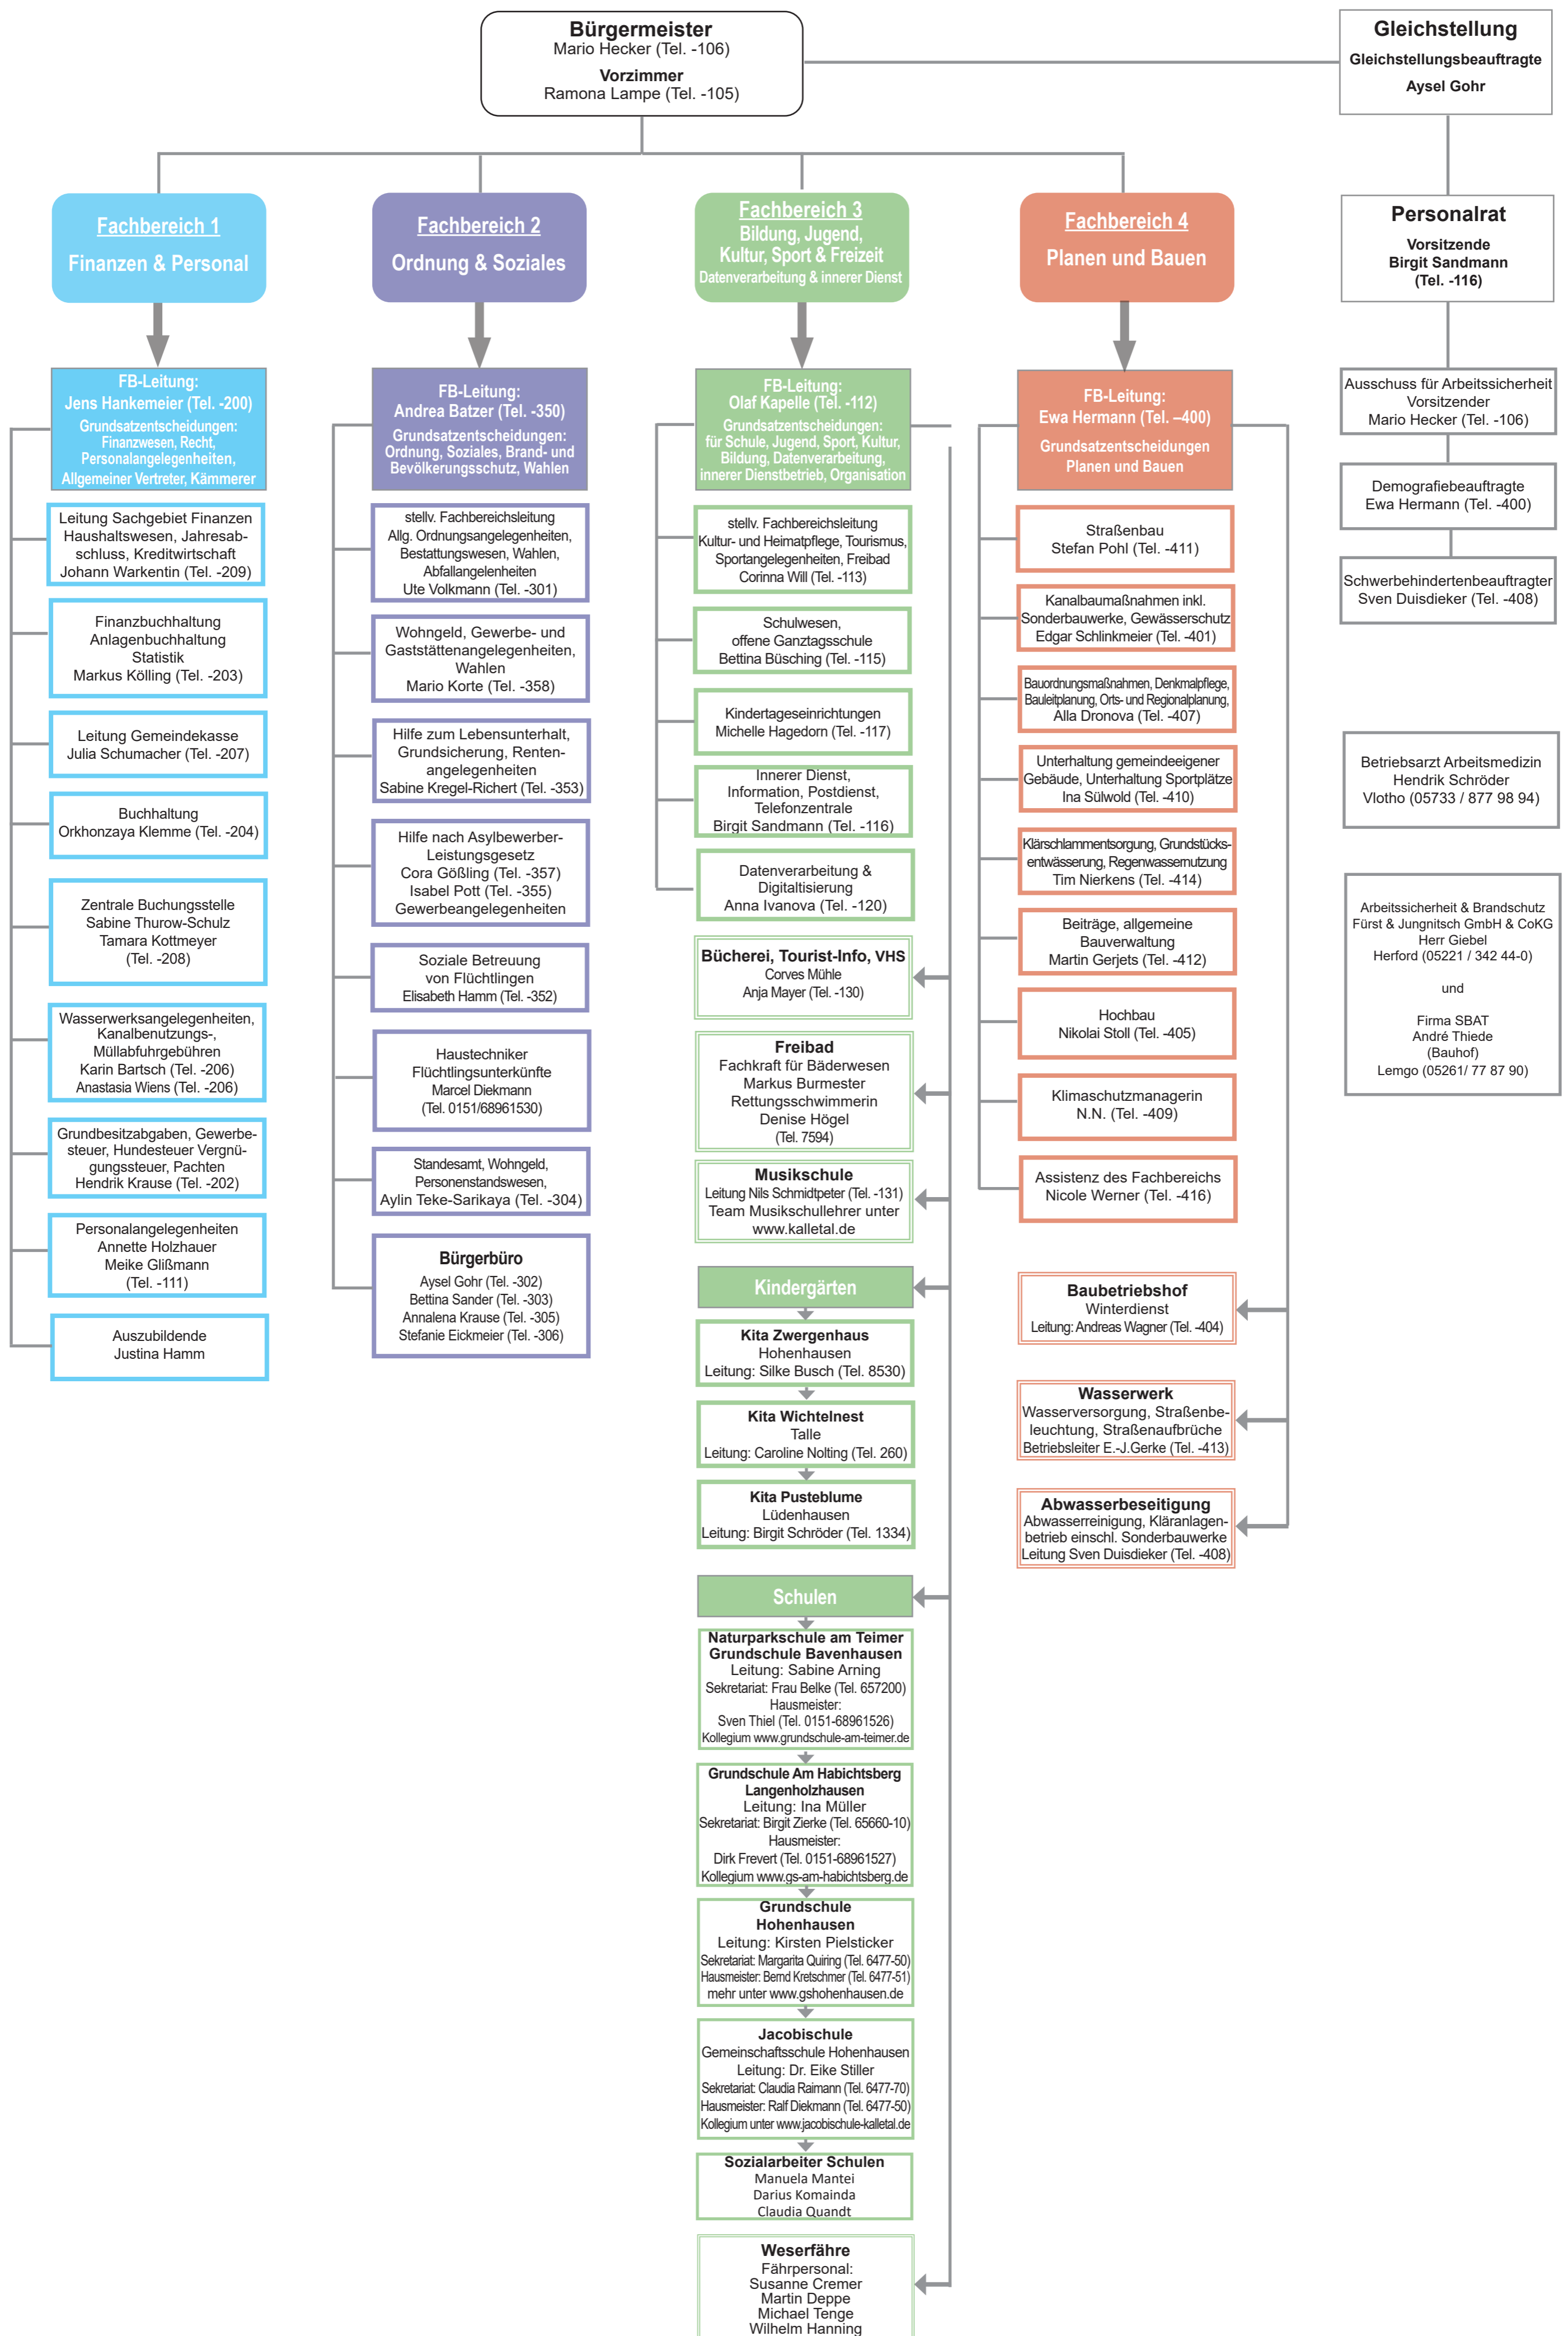 Bürgermeister
Mario Hecker (Tel. -106)
Vorzimmer
Ramona Lampe (Tel. -105)
Gleichstellung
Gleichstellungsbeauftragte
Aysel Gohr
Fachbereich 1
Finanzen & Personal
FB-Leitung:
Jens Hankemeier (Tel. -200)
Grundsatzentscheidungen:
Finanzwesen, Recht,
Personalangelegenheiten,
Allgemeiner Vertreter, Kämmerer
Leitung Sachgebiet Finanzen
Haushaltswesen, Jahresab-
schluss, Kreditwirtschaft
Johann Warkentin (Tel. -209)
Finanzbuchhaltung
Anlagenbuchhaltung
Statistik
Markus Kölling (Tel. -203)
Leitung Gemeindekasse
Julia Schumacher (Tel. -207)
Buchhaltung
Orkhonzaya Klemme (Tel. -204)
Zentrale Buchungsstelle
Sabine Thurow-Schulz
Tamara Kottmeyer
(Tel. -208)
Wasserwerksangelegenheiten,
Kanalbenutzungs-,
Müllabfuhrgebühren
Karin Bartsch (Tel. -206)
Anastasia Wiens (Tel. -206)
Grundbesitzabgaben, Gewerbe-
steuer, Hundesteuer Vergnü-
gungssteuer, Pachten
Hendrik Krause (Tel. -202)
Personalangelegenheiten
Annette Holzhauer
Meike Glißmann
(Tel. -111)
Auszubildende
Justina Hamm
Fachbereich 2
Ordnung & Soziales
FB-Leitung:
Andrea Batzer (Tel. -350)
Grundsatzentscheidungen:
Ordnung, Soziales, Brand- und
Bevölkerungsschutz, Wahlen
stellv. Fachbereichsleitung
Allg. Ordnungsangelegenheiten,
Bestattungswesen, Wahlen,
Abfallangelenheiten
Ute Volkmann (Tel. -301)
Wohngeld, Gewerbe- und
Gaststättenangelegenheiten,
Wahlen
Mario Korte (Tel. -358)
Hilfe zum Lebensunterhalt,
Grundsicherung, Renten-
angelegenheiten
Sabine Kregel-Richert (Tel. -353)
Hilfe nach Asylbewerber-
Leistungsgesetz
Cora Gößling (Tel. -357)
Isabel Pott (Tel. -355)
Gewerbeangelegenheiten
Soziale Betreuung
von Flüchtlingen
Elisabeth Hamm (Tel. -352)
Haustechniker
Flüchtlingsunterkünfte
Marcel Diekmann
(Tel. 0151/68961530)
Standesamt, Wohngeld,
Personenstandswesen,
Aylin Teke-Sarikaya (Tel. -304)
Bürgerbüro
Aysel Gohr (Tel. -302)
Bettina Sander (Tel. -303)
Annalena Krause (Tel. -305)
Stefanie Eickmeier (Tel. -306)
Fachbereich 3
Bildung, Jugend,
Kultur, Sport & Freizeit
Datenverarbeitung & innerer Dienst
FB-Leitung:
Olaf Kapelle (Tel. -112)
Grundsatzentscheidungen:
für Schule, Jugend, Sport, Kultur,
Bildung, Datenverarbeitung,
innerer Dienstbetrieb, Organisation
stellv. Fachbereichsleitung
Kultur- und Heimatpflege, Tourismus,
Sportangelegenheiten, Freibad
Corinna Will (Tel. -113)
Schulwesen,
offene Ganztagsschule
Bettina Büsching (Tel. -115)
Kindertageseinrichtungen
Michelle Hagedorn (Tel. -117)
Innerer Dienst,
Information, Postdienst,
Telefonzentrale
Birgit Sandmann (Tel. -116)
Datenverarbeitung &
Digitaltisierung
Anna Ivanova (Tel. -120)
Bücherei, Tourist-Info, VHS
Corves Mühle
Anja Mayer (Tel. -130)
Freibad
Fachkraft für Bäderwesen
Markus Burmester
Rettungsschwimmerin
Denise Högel
(Tel. 7594)
Musikschule
Leitung Nils Schmidtpeter (Tel. -131)
Team Musikschullehrer unter
www.kalletal.de
Kindergärten
Kita Zwergenhaus
Hohenhausen
Leitung: Silke Busch (Tel. 8530)
Kita Wichtelnest
Talle
Leitung: Caroline Nolting (Tel. 260)
Kita Pusteblume
Lüdenhausen
Leitung: Birgit Schröder (Tel. 1334)
Schulen
Naturparkschule am Teimer
Grundschule Bavenhausen
Leitung: Sabine Arning
Sekretariat: Frau Belke (Tel. 657200)
Hausmeister:
Sven Thiel (Tel. 0151-68961526)
Kollegium www.grundschule-am-teimer.de
Grundschule Am Habichtsberg
Langenholzhausen
Leitung: Ina Müller
Sekretariat: Birgit Zierke (Tel. 65660-10)
Hausmeister:
Dirk Frevert (Tel. 0151-68961527)
Kollegium www.gs-am-habichtsberg.de
Grundschule
Hohenhausen
Leitung: Kirsten Pielsticker
Sekretariat: Margarita Quiring (Tel. 6477-50)
Hausmeister: Bernd Kretschmer (Tel. 6477-51)
mehr unter www.gshohenhausen.de
Jacobischule
Gemeinschaftsschule Hohenhausen
Leitung: Dr. Eike Stiller
Sekretariat: Claudia Raimann (Tel. 6477-70)
Hausmeister: Ralf Diekmann (Tel. 6477-50)
Kollegium unter www.jacobischule-kalletal.de
Sozialarbeiter Schulen
Manuela Mantei
Darius Komainda
Claudia Quandt
Weserfähre
Fährpersonal:
Susanne Cremer
Martin Deppe
Michael Tenge
Wilhelm Hanning
Fachbereich 4
Planen und Bauen
FB-Leitung:
Ewa Hermann (Tel. –400)
Grundsatzentscheidungen
Planen und Bauen
Straßenbau
Stefan Pohl (Tel. -411)
Kanalbaumaßnahmen inkl.
Sonderbauwerke, Gewässerschutz
Edgar Schlinkmeier (Tel. -401)
Bauordnungsmaßnahmen, Denkmalpflege,
Bauleitplanung, Orts- und Regionalplanung,
Alla Dronova (Tel. -407)
Unterhaltung gemeindeeigener
Gebäude, Unterhaltung Sportplätze
Ina Sülwold (Tel. -410)
Klärschlammentsorgung, Grundstücks-
entwässerung, Regenwassernutzung
Tim Nierkens (Tel. -414)
Beiträge, allgemeine
Bauverwaltung
Martin Gerjets (Tel. -412)
Hochbau
Nikolai Stoll (Tel. -405)
Klimaschutzmanagerin
N.N. (Tel. -409)
Assistenz des Fachbereichs
Nicole Werner (Tel. -416)
Baubetriebshof
Winterdienst
Leitung: Andreas Wagner (Tel. -404)
Wasserwerk
Wasserversorgung, Straßenbe-
leuchtung, Straßenaufbrüche
Betriebsleiter E.-J.Gerke (Tel. -413)
Abwasserbeseitigung
Abwasserreinigung, Kläranlagen-
betrieb einschl. Sonderbauwerke
Leitung Sven Duisdieker (Tel. -408)
Personalrat
Vorsitzende
Birgit Sandmann
(Tel. -116)
Ausschuss für Arbeitssicherheit
Vorsitzender
Mario Hecker (Tel. -106)
Demografiebeauftragte
Ewa Hermann (Tel. -400)
Schwerbehindertenbeauftragter
Sven Duisdieker (Tel. -408)
Betriebsarzt Arbeitsmedizin
Hendrik Schröder
Vlotho (05733 / 877 98 94)
Arbeitssicherheit & Brandschutz
Fürst & Jungnitsch GmbH & CoKG
Herr Giebel
Herford (05221 / 342 44-0)
und
Firma SBAT
André Thiede
(Bauhof)
Lemgo (05261/ 77 87 90)